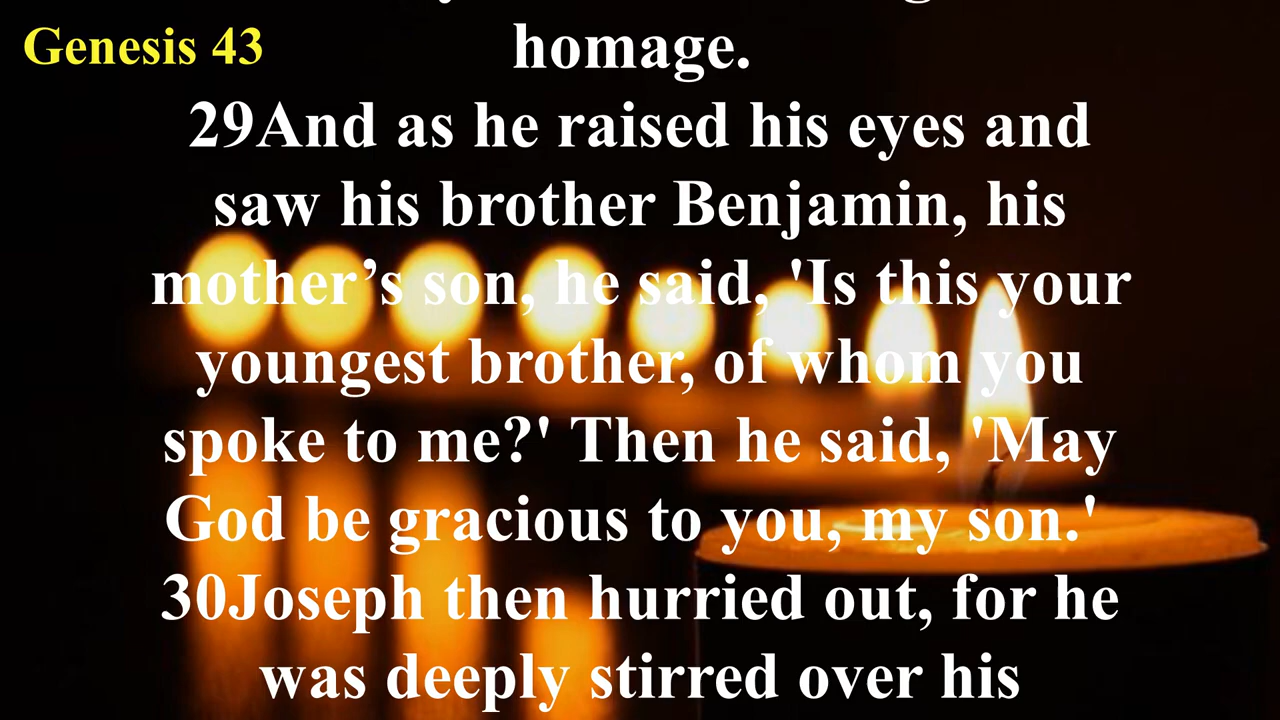 Genesis 43
homage.
29And as he raised his eyes and
saw his brother Benjamin, his
mother’s son, he said, 'Is this your
youngest brother, of whom you
spoke to me?' Then he said, 'May
God be gracious to you, my son.'
30Joseph then hurried out, for he
was deeply stirred over his